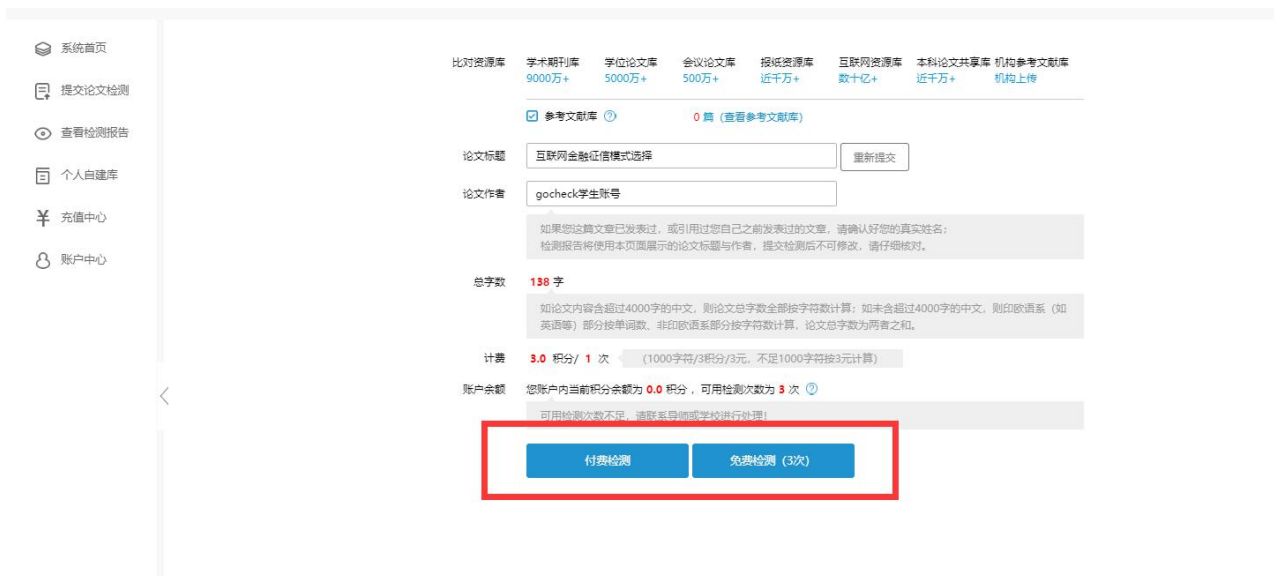 系统首页
提交论文检测
查看检测报告
个人自建库
充值中心
账户中心
比对资源库 学术期刊库 学位论文库 会议论文库 报纸资源库 互联网资源库 本科论文共享库 机构参考文献库
9000万+ 5000万+ 500万+ 近千万+ 数十亿+ 近千万+ 机构上传
参考文献库 ? 0 篇 (查看参考文献库)
论文标题 互联网金融征信模式选择 重新提交
论文作者 gocheck学生账号
如果您这篇文章已发表过，或引用过您自己之前发表过的文章，请确认好您的真实姓名；
检测报告将使用本页面展示的论文标题与作者，提交检测后不可修改，请仔细核对。
总字数 138 字
如论文内容含超过4000字的中文，则论文总字数全部按字符数计算；如未含超过4000字的中文，则印欧语系（如
英语等）部分按单词数、非印欧语系部分按字符数计算，论文总字数为两者之和。
计费 3.0 积分/ 1 次 (1000字符/3积分/3元，不足1000字符按3元计算)
账户余额 您账户内当前积分余额为 0.0 积分，可用检测次数为 3 次 ?
可用检测次数不足，请联系导师或学校进行处理！
付费检测 免费检测 (3次)